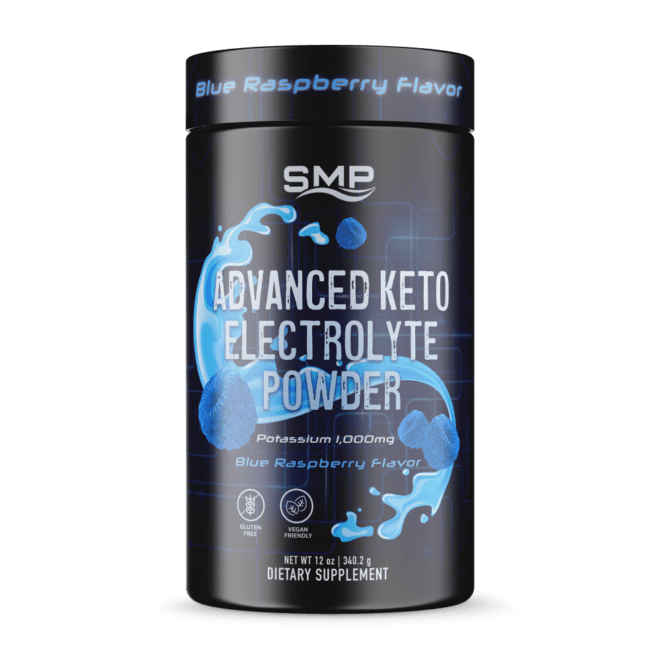 Blue Raspberry Flavor
SMP
ADVANCED KETO
ELECTROLYTE
POWDER
Potassium 1,000mg
Blue Raspberry Flavor
GLUTEN
FREE
VEGAN
FRIENDLY
NET WT 12 oz | 340.2 g
DIETARY SUPPLEMENT